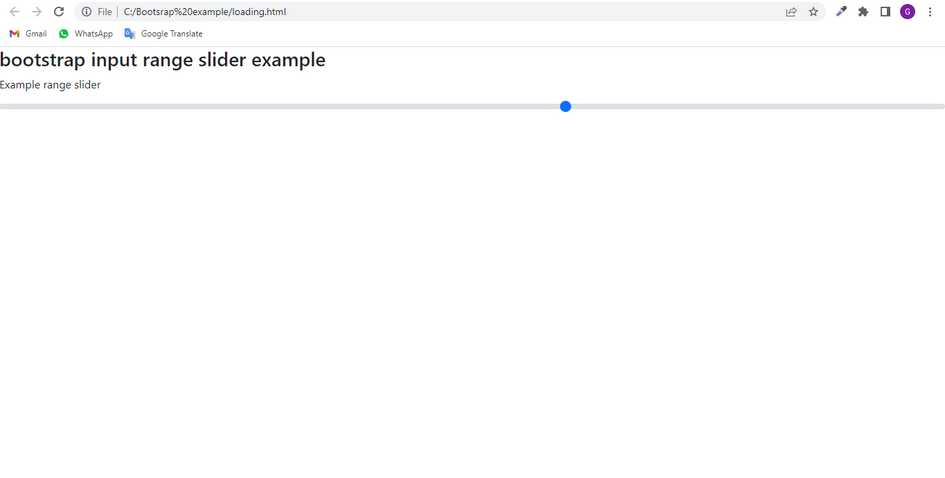 File C:/Bootsrap%20example/loading.html G
Gmail WhatsApp Google Translate
bootstrap input range slider example
Example range slider